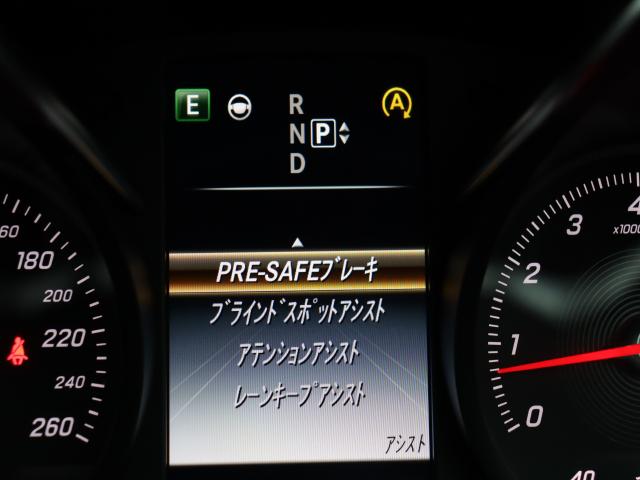 E
R
N P
D
A
PRE-SAFEブレーキ
ブラインドスポットアシスト
アテンションアシスト
レーンキープアシスト
アシスト
60
180
200
220
240
260
4
x1000
3
2
1
0
40